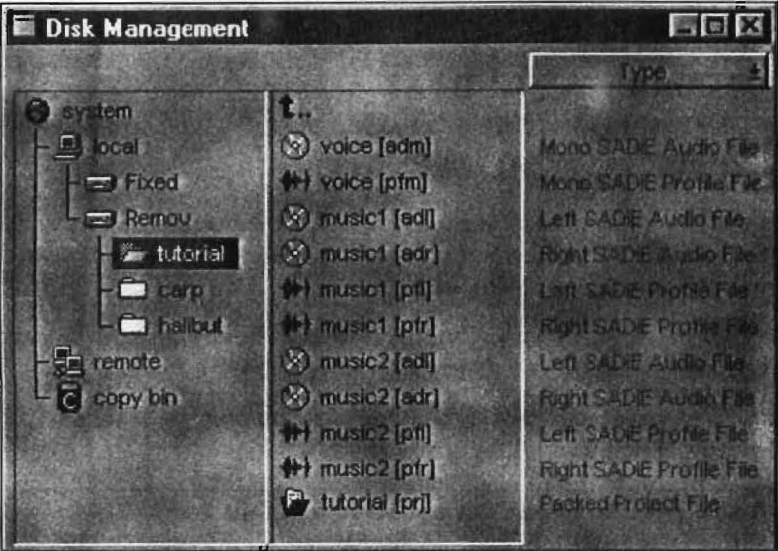 Disk Management
Type
system
local
Fixed
Remov
tutorial
carp
halibut
remote
copy bin
t..
voice [adm] Mono SADiE Audio File
voice [pfm] Mono SADiE Profile File
music1 [adl] Left SADiE Audio File
music1 [adr] Right SADiE Audio File
music1 [pfl] Left SADiE Profile File
music1 [pfr] Right SADiE Profile File
music2 [adl] Left SADiE Audio File
music2 [adr] Right SADiE Audio File
music2 [pfl] Left SADiE Profile File
music2 [pfr] Right SADiE Profile File
tutorial [prj] Packed Project File